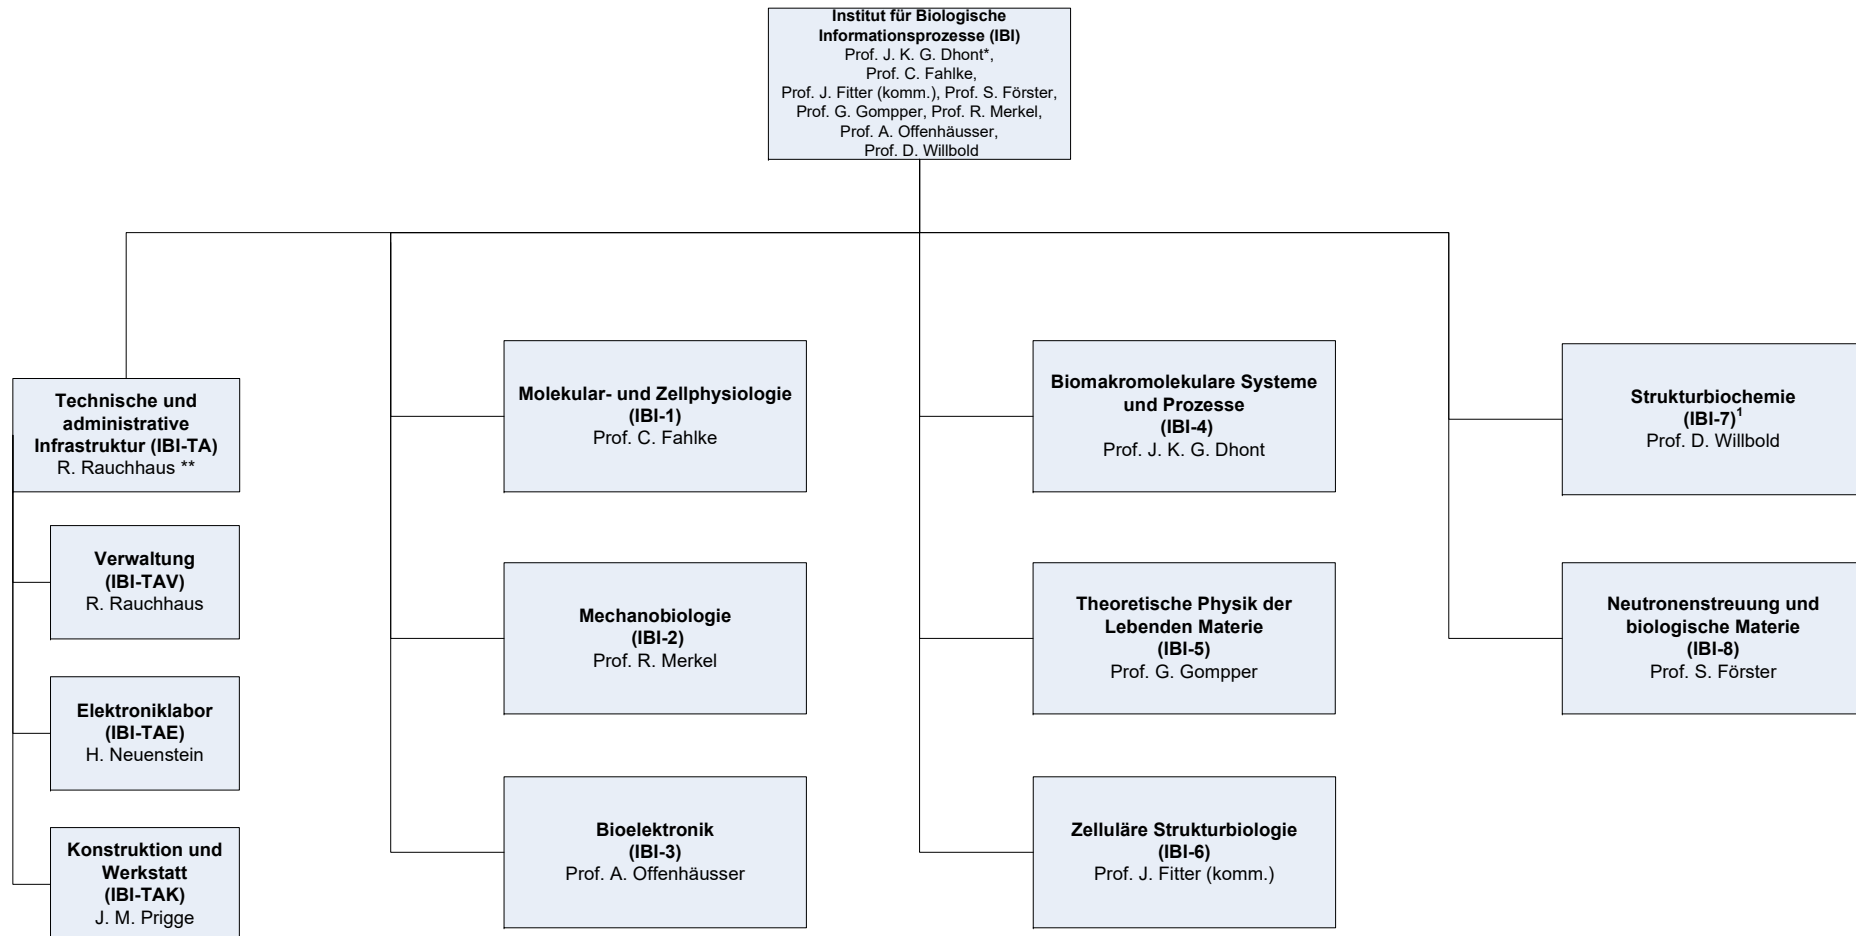 Institut für Biologische
Informationsprozesse (IBI)
Prof. J. K. G. Dhont*,
Prof. C. Fahlke,
Prof. J. Fitter (komm.), Prof. S. Förster,
Prof. G. Gompper, Prof. R. Merkel,
Prof. A. Offenhäusser,
Prof. D. Willbold
Technische und
administrative
Infrastruktur (IBI-TA)
R. Rauchhaus **
Verwaltung
(IBI-TAV)
R. Rauchhaus
Elektroniklabor
(IBI-TAE)
H. Neuenstein
Konstruktion und
Werkstatt
(IBI-TAK)
J. M. Prigge
Molekular- und Zellphysiologie
(IBI-1)
Prof. C. Fahlke
Mechanobiologie
(IBI-2)
Prof. R. Merkel
Bioelektronik
(IBI-3)
Prof. A. Offenhäusser
Biomakromolekulare Systeme
und Prozesse
(IBI-4)
Prof. J. K. G. Dhont
Theoretische Physik der
Lebenden Materie
(IBI-5)
Prof. G. Gompper
Zelluläre Strukturbiologie
(IBI-6)
Prof. J. Fitter (komm.)
Strukturbiochemie
(IBI-7)¹
Prof. D. Willbold
Neutronenstreuung und
biologische Materie
(IBI-8)
Prof. S. Förster